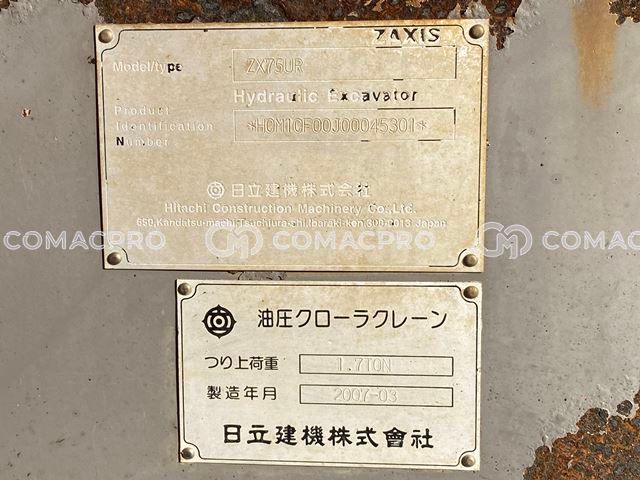 ZAXIS
Model/type ZX75UR
Hydraulic Excavator
Product
Identification
Number *HCM1CF00J00045301*
日立建機株式会社
Hitachi Construction Machinery Co.,Ltd.
650,Kandatsu-machi,Tsuchiura-shi,Ibaraki-ken 300-0013 Japan
COMACPRO COMACPRO COMACPRO
油圧クローラクレーン
つり上荷重 1.7TON
製造年月 2007-03
日立建機株式會社